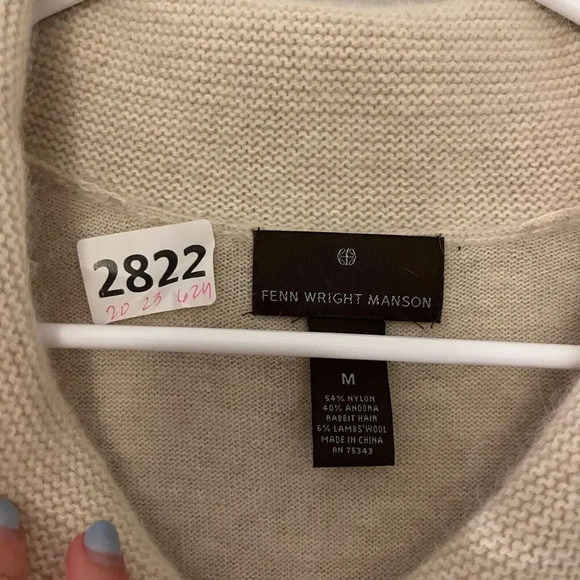 2822
20 23 624
FENN WRIGHT MANSON
M
54% NYLON
40% ANGORA
RABBIT HAIR
6% LAMBS'WOOL
MADE IN CHINA
RN 75343